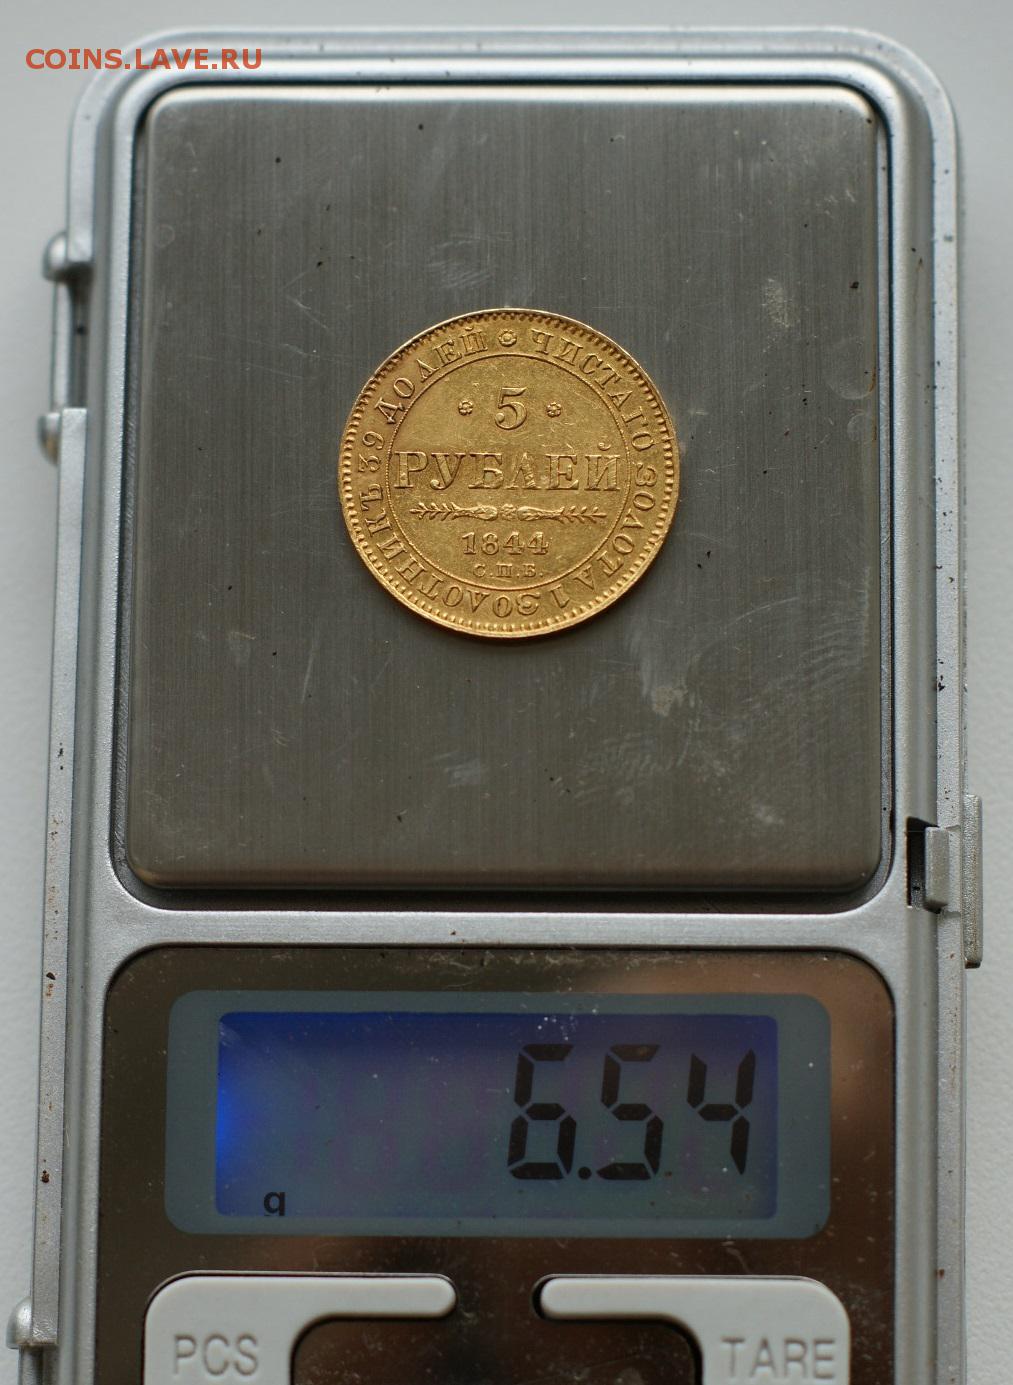 COINS.LAVE.RU
ЧИСТАГО ЗОЛОТА 1 ЗОЛОТНИКЪ 39 ДОЛЕЙ
5
РУБЛЕЙ
1844
С.П.Б.
6.54
g
PCS
TARE